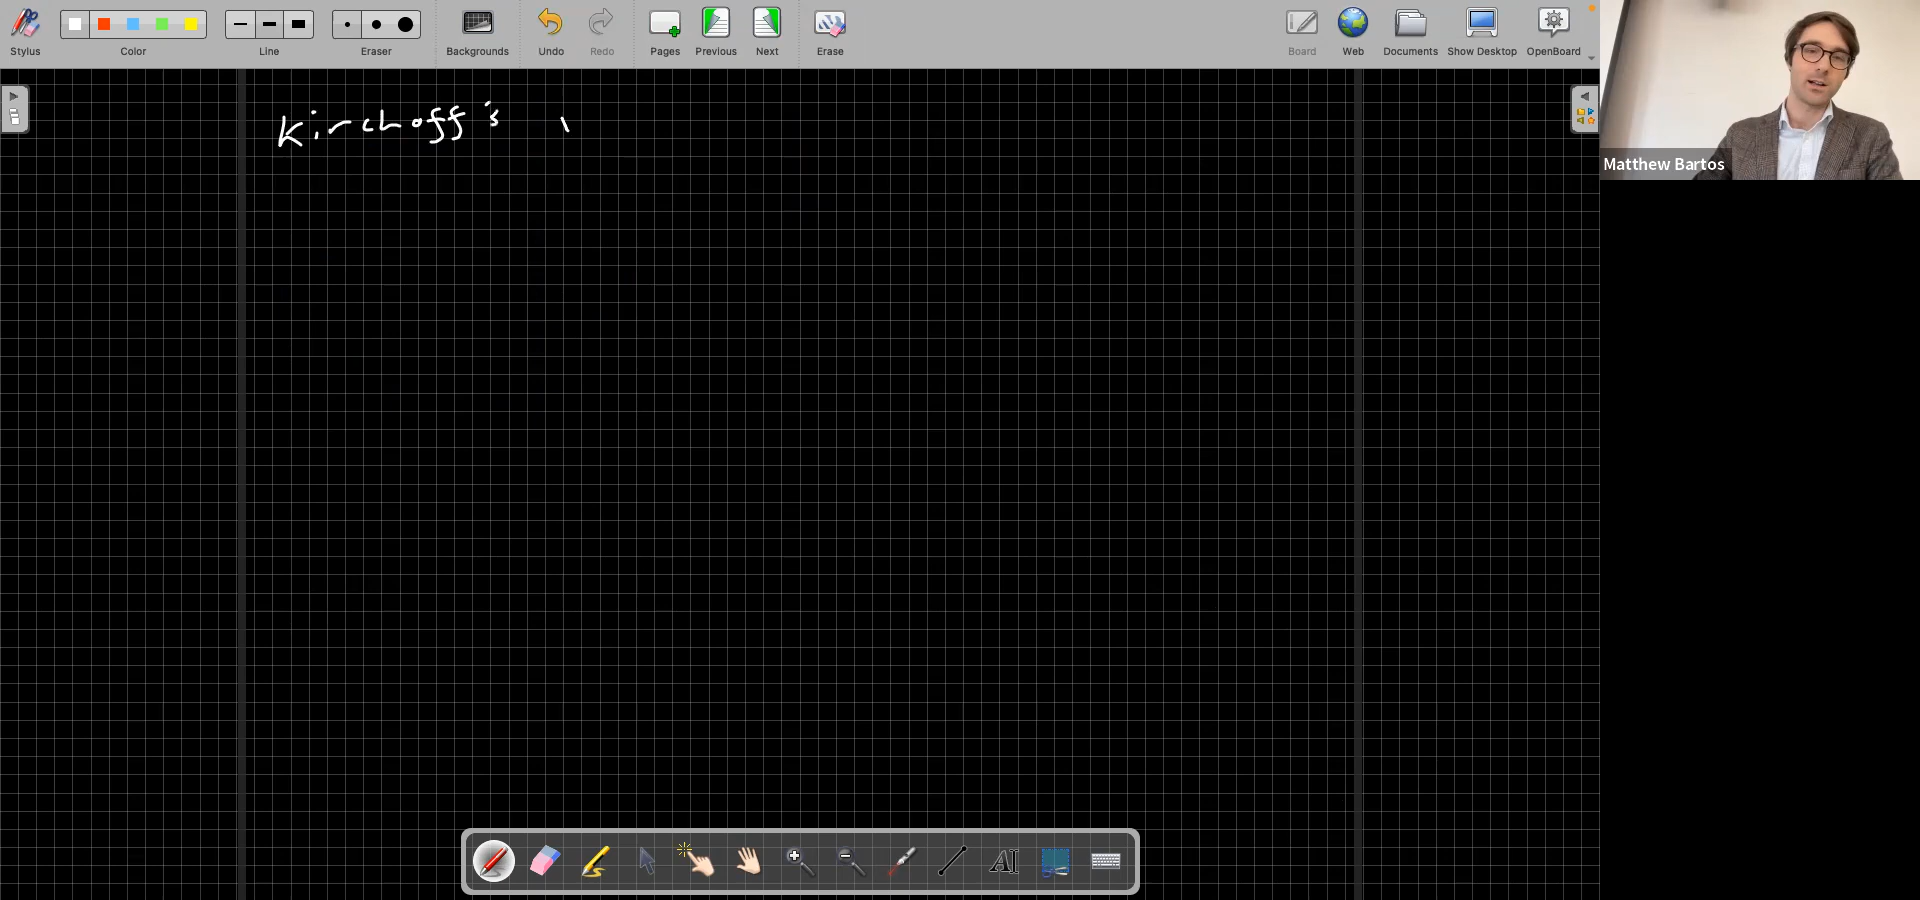 Stylus Color Line Eraser Backgrounds Undo Redo Pages Previous Next Erase Board Web Documents Show Desktop OpenBoard
Kirchoff's
Matthew Bartos
AI